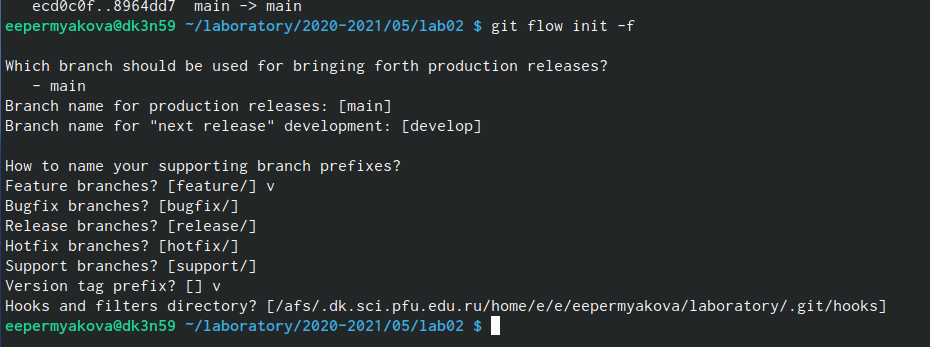 ecd0c0f..8964dd7  main -> main
eepermyakova@dk3n59 ~/laboratory/2020-2021/05/lab02 $ git flow init -f
Which branch should be used for bringing forth production releases?
- main
Branch name for production releases: [main]
Branch name for "next release" development: [develop]
How to name your supporting branch prefixes?
Feature branches? [feature/] v
Bugfix branches? [bugfix/]
Release branches? [release/]
Hotfix branches? [hotfix/]
Support branches? [support/]
Version tag prefix? [] v
Hooks and filters directory? [/afs/.dk.sci.pfu.edu.ru/home/e/e/eepermyakova/laboratory/.git/hooks]
eepermyakova@dk3n59 ~/laboratory/2020-2021/05/lab02 $